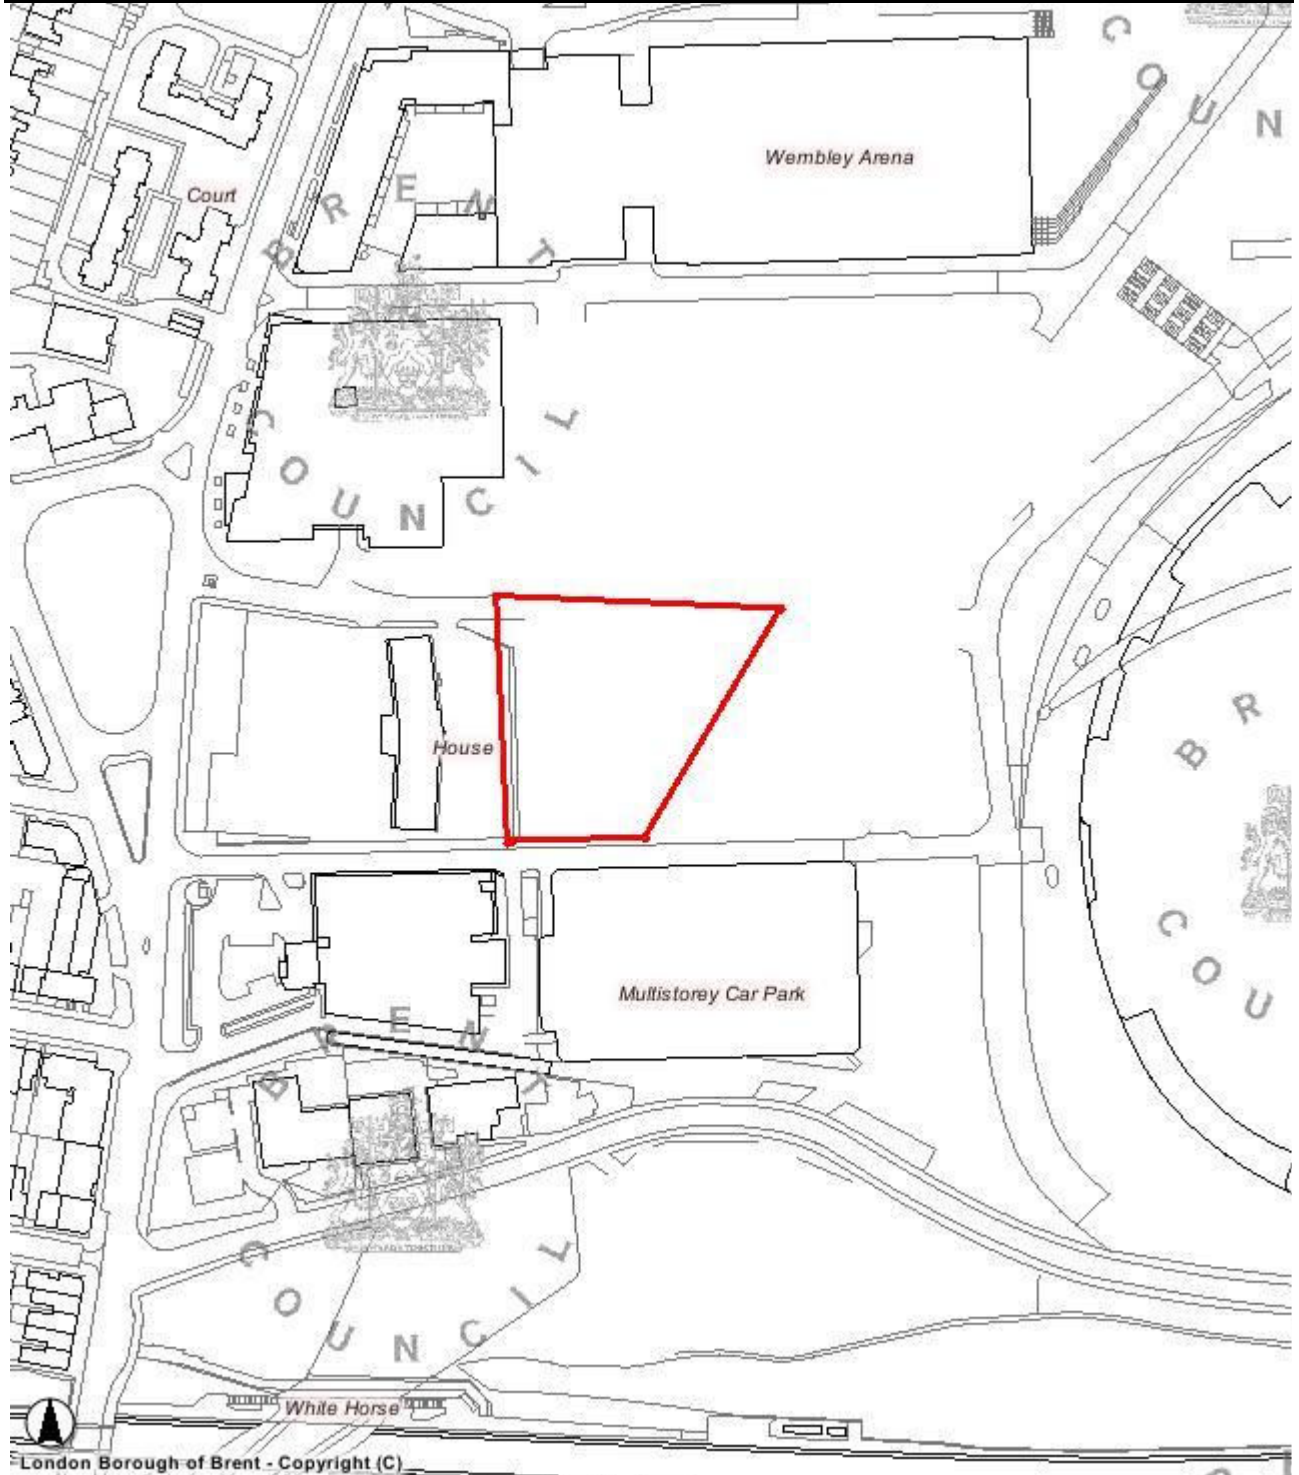 Wembley Arena
Court
House
Multistorey Car Park
White Horse
London Borough of Brent - Copyright (C)
BRENT
COUNCIL
BRENT
COUNCIL
BR
COU
COUN